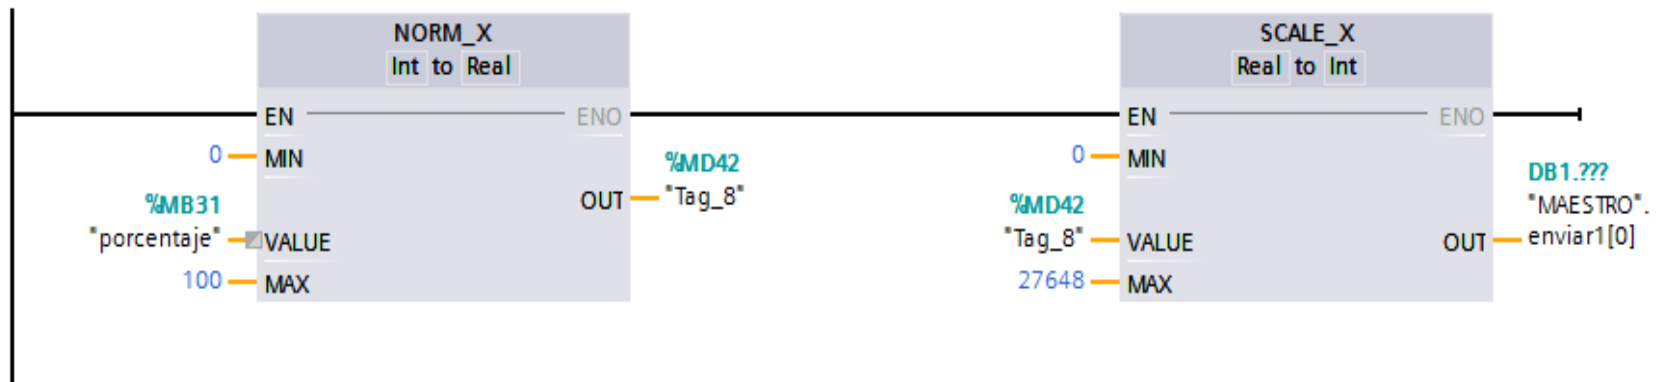 NORM_X
Int to Real
EN
ENO
0
MIN
%MB31
"porcentaje"
VALUE
100
MAX
OUT
%MD42
"Tag_8"
SCALE_X
Real to Int
EN
ENO
0
MIN
%MD42
"Tag_8"
VALUE
27648
MAX
OUT
DB1.???
"MAESTRO".
enviar1[0]